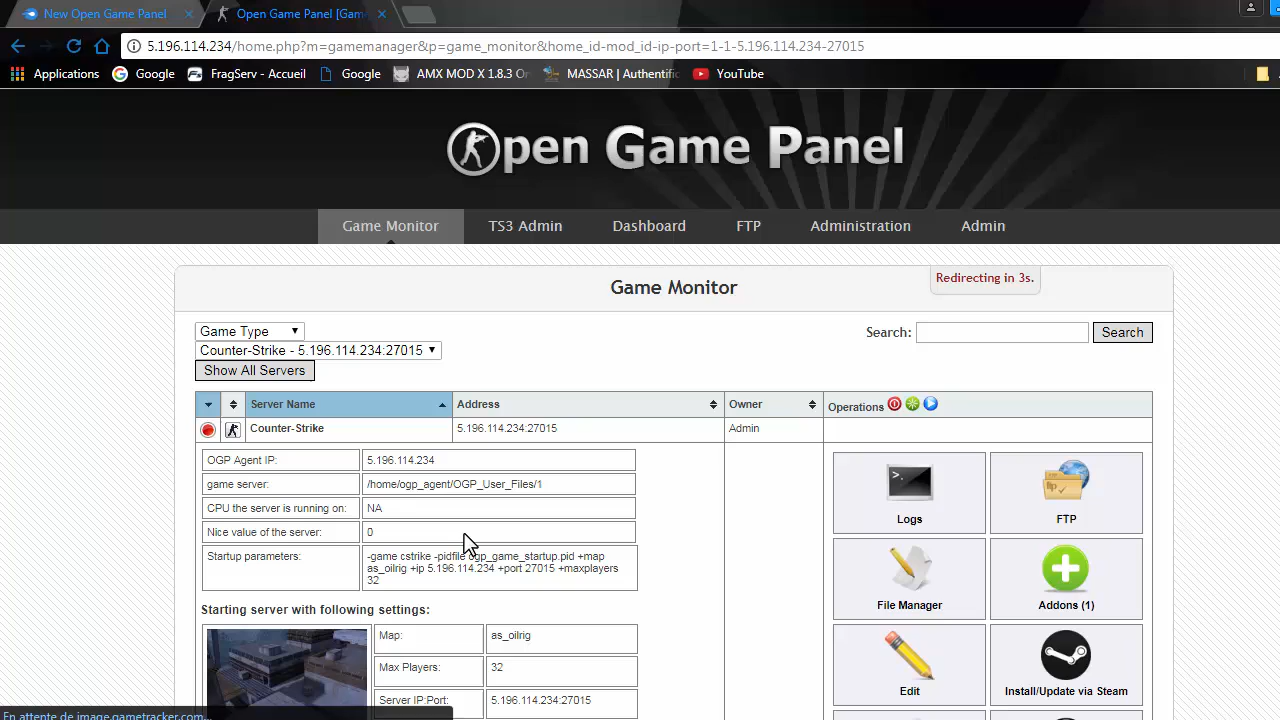 New Open Game Panel
Open Game Panel [Gam
5.196.114.234/home.php?m=gamemanager&p=game_monitor&home_id-mod_id-ip-port=1-1-5.196.114.234-27015
Applications
Google
FragServ - Accueil
Google
AMX MOD X 1.8.3 O
MASSAR | Authentifi
YouTube
Open Game Panel
Game Monitor
TS3 Admin
Dashboard
FTP
Administration
Admin
Game Monitor
Redirecting in 3s.
Game Type
Search:
Search
Counter-Strike - 5.196.114.234:27015
Show All Servers
Server Name
Address
Owner
Operations
Counter-Strike
5.196.114.234:27015
Admin
OGP Agent IP:
5.196.114.234
game server:
/home/ogp_agent/OGP_User_Files/1
CPU the server is running on:
NA
Nice value of the server:
0
Startup parameters:
-game cstrike -pidfile ogp_game_startup.pid +map
as_oilrig +ip 5.196.114.234 +port 27015 +maxplayers
32
Starting server with following settings:
Map:
as_oilrig
Max Players:
32
Server IP:Port:
5.196.114.234:27015
Logs
FTP
File Manager
Addons (1)
Edit
Install/Update via Steam
En attente de image.gametracker.com...